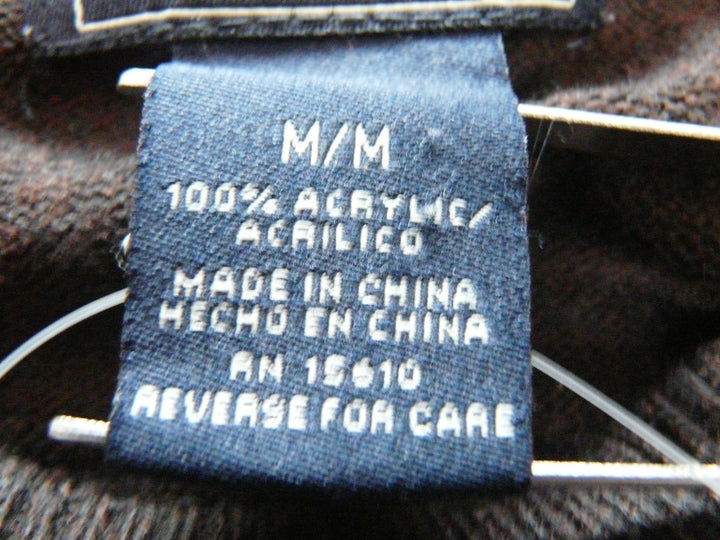 M/M
100% ACRYLIC/
ACRILICO
MADE IN CHINA
HECHO EN CHINA
RN 15610
REVERSE FOR CARE